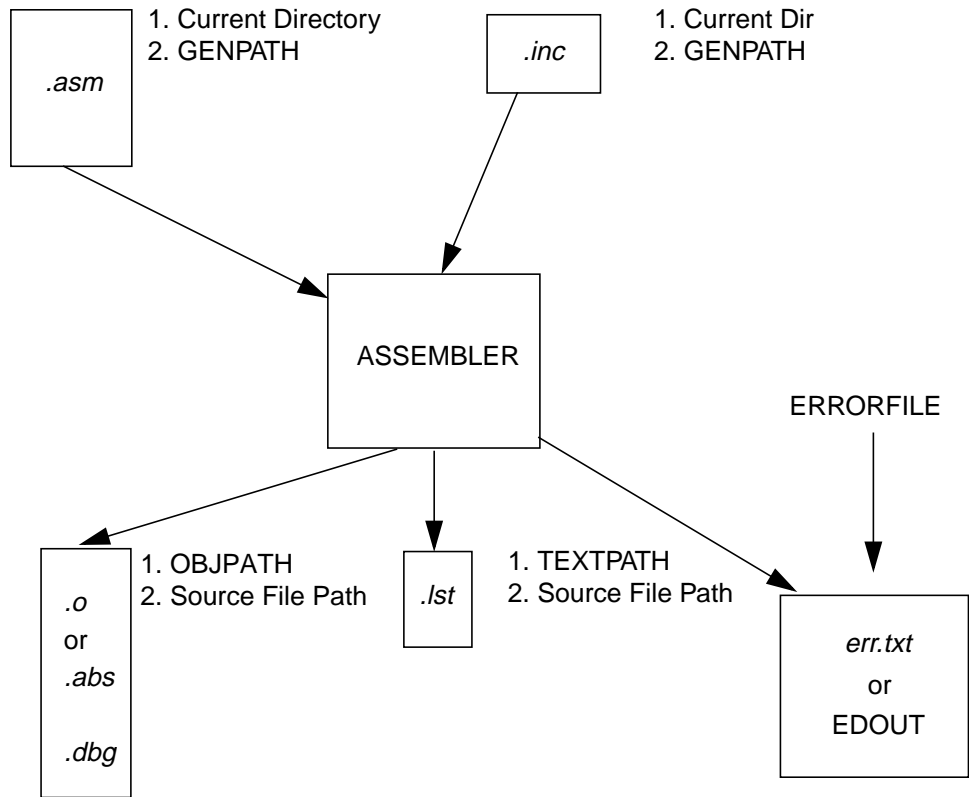 .asm
1. Current Directory
2. GENPATH
.inc
1. Current Dir
2. GENPATH
ASSEMBLER
ERRORFILE
.o
or
.abs
.dbg
1. OBJPATH
2. Source File Path
.lst
1. TEXTPATH
2. Source File Path
err.txt
or
EDOUT